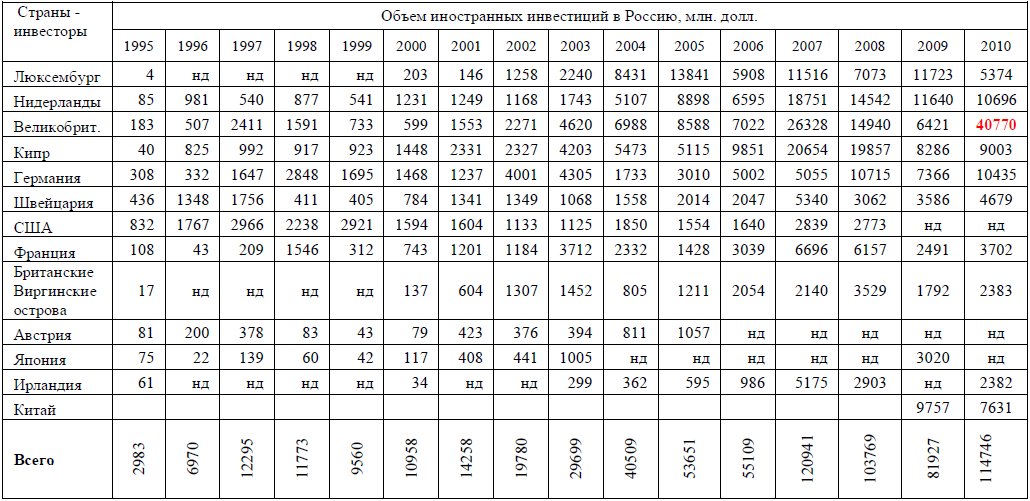 Страны - инвесторы
Объем иностранных инвестиций в Россию, млн. долл.
1995 1996 1997 1998 1999 2000 2001 2002 2003 2004 2005 2006 2007 2008 2009 2010
Люксембург 4 нд нд нд нд 203 146 1258 2240 8431 13841 5908 11516 7073 11723 5374
Нидерланды 85 981 540 877 541 1231 1249 1168 1743 5107 8898 6595 18751 14542 11640 10696
Великобрит. 183 507 2411 1591 733 599 1553 2271 4620 6988 8588 7022 26328 14940 6421 40770
Кипр 40 825 992 917 923 1448 2331 2327 4203 5473 5115 9851 20654 19857 8286 9003
Германия 308 332 1647 2848 1695 1468 1237 4001 4305 1733 3010 5002 5055 10715 7366 10435
Швейцария 436 1348 1756 411 405 784 1341 1349 1068 1558 2014 2047 5340 3062 3586 4679
США 832 1767 2966 2238 2921 1594 1604 1133 1125 1850 1554 1640 2839 2773 нд нд
Франция 108 43 209 1546 312 743 1201 1184 3712 2332 1428 3039 6696 6157 2491 3702
Британские
Виргинские
острова
17 нд нд нд нд 137 604 1307 1452 805 1211 2054 2140 3529 1792 2383
Австрия 81 200 378 83 43 79 423 376 394 811 1057 нд нд нд нд нд
Япония 75 22 139 60 42 117 408 441 1005 нд нд нд нд нд 3020 нд
Ирландия 61 нд нд нд нд 34 нд нд 299 362 595 986 5175 2903 нд 2382
Китай 9757 7631
Всего 2983 6970 12295 11773 9560 10958 14258 19780 29699 40509 53651 55109 120941 103769 81927 114746